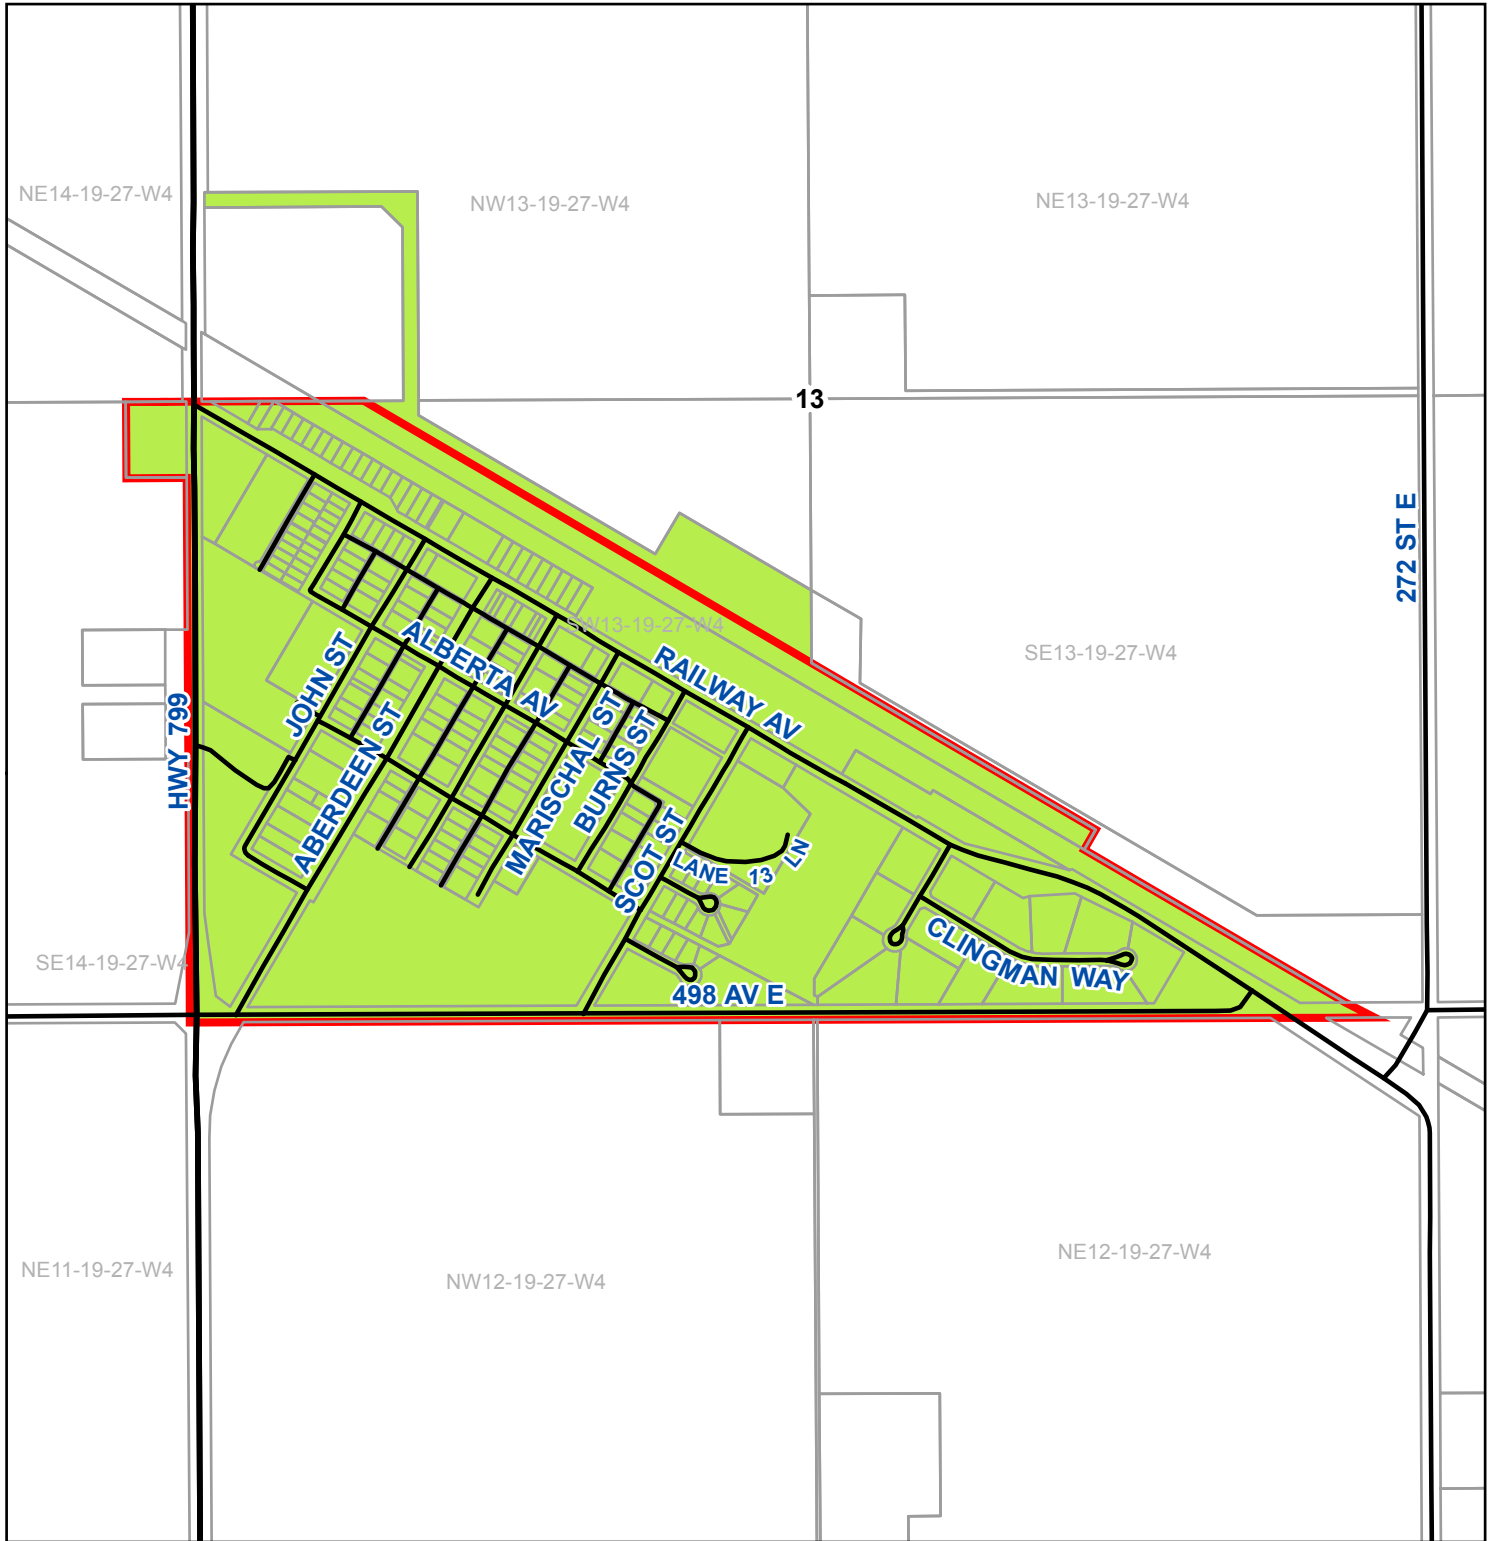 NE14-19-27-W4
NW13-19-27-W4
NE13-19-27-W4
13
272 ST E
SW13-19-27-W4
SE13-19-27-W4
HWY 799
JOHN ST
ALBERTA AV
RAILWAY AV
ABERDEEN ST
MARISCHAL ST
BURNS ST
SCOT ST
LANE 13 LN
CLINGMAN WAY
SE14-19-27-W4
498 AV E
NE11-19-27-W4
NW12-19-27-W4
NE12-19-27-W4